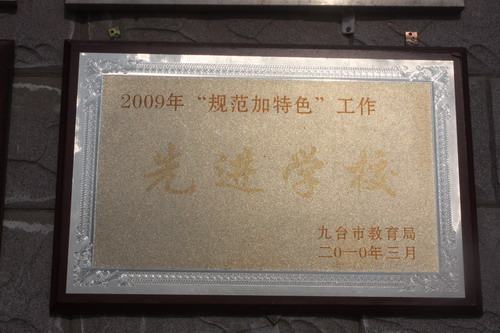 2009年“规范加特色”工作
先进学校
九台市教育局
二0一0年三月